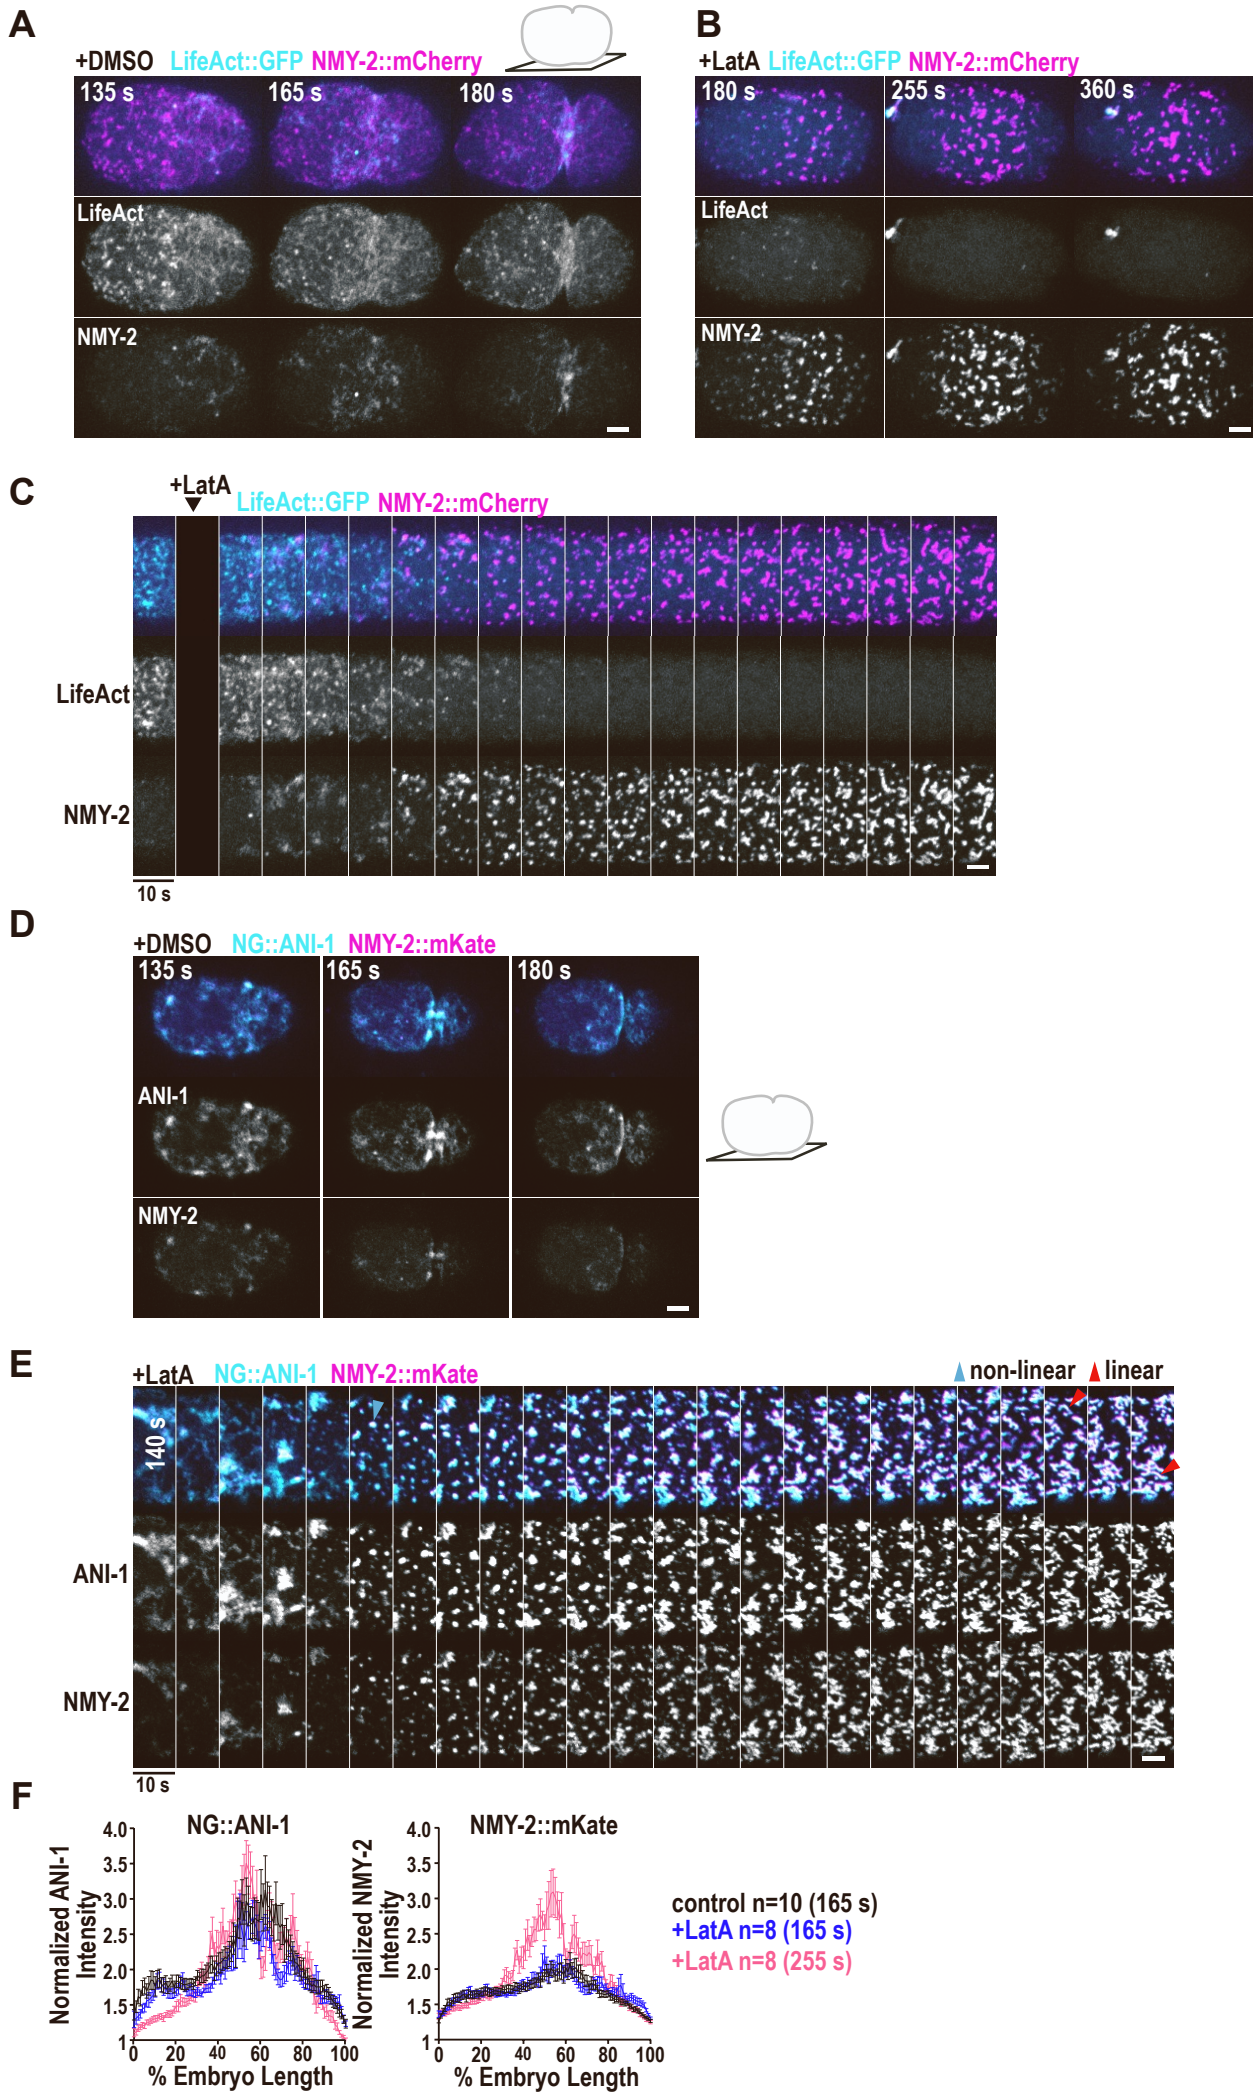 A
+DMSO LifeAct::GFP NMY-2::mCherry
135 s 165 s 180 s
LifeAct
NMY-2
B
+LatA LifeAct::GFP NMY-2::mCherry
180 s 255 s 360 s
LifeAct
NMY-2
C
+LatA
LifeAct::GFP NMY-2::mCherry
LifeAct
NMY-2
10 s
D
+DMSO NG::ANI-1 NMY-2::mKate
135 s 165 s 180 s
ANI-1
NMY-2
E
+LatA NG::ANI-1 NMY-2::mKate non-linear linear
140 s
ANI-1
NMY-2
10 s
F
NG::ANI-1
Normalized ANI-1
Intensity
4.0
3.5
3.0
2.5
2.0
1.5
1
0 20 40 60 80 100
% Embryo Length
NMY-2::mKate
Normalized NMY-2
Intensity
4.0
3.5
3.0
2.5
2.0
1.5
1
0 20 40 60 80 100
% Embryo Length
control n=10 (165 s)
+LatA n=8 (165 s)
+LatA n=8 (255 s)